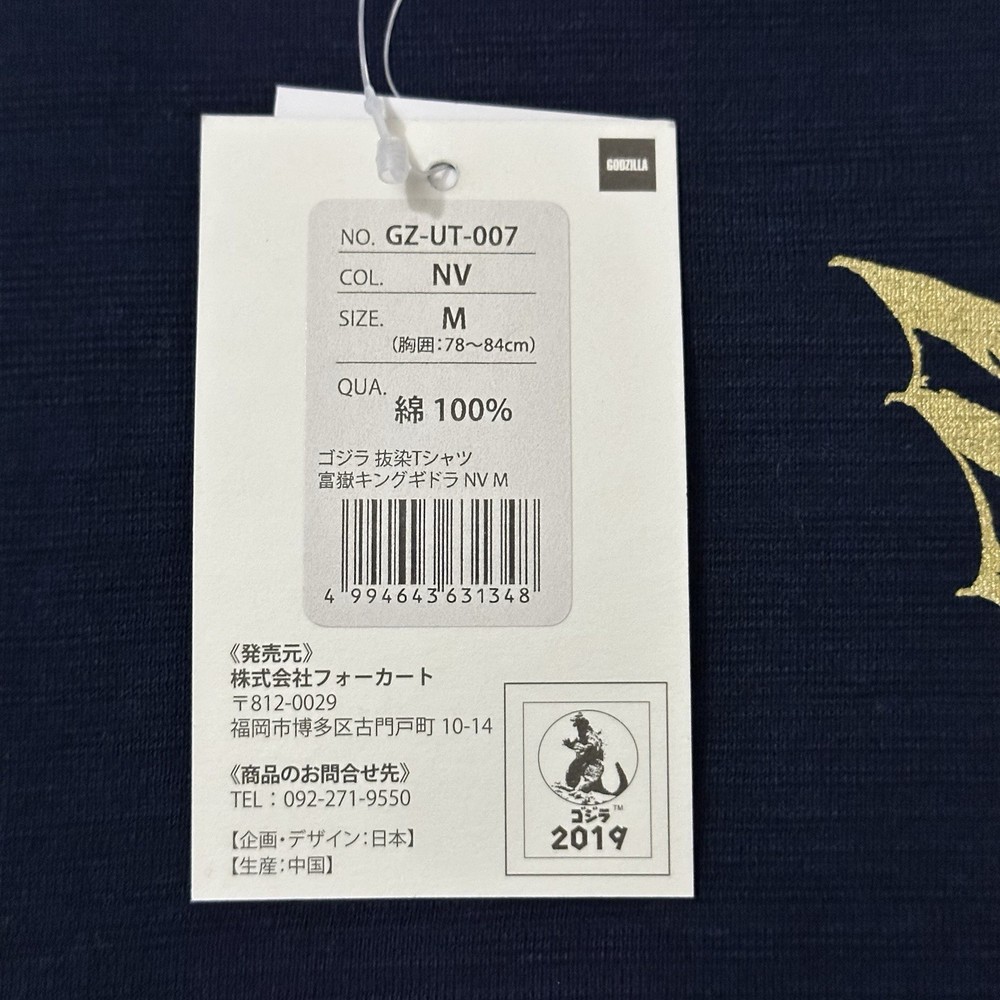 GODZILLA
NO. GZ-UT-007
COL. NV
SIZE. M
(胸囲:78～84cm)
QUA. 綿 100%
ゴジラ 抜染Tシャツ
富嶽キングギドラ NV M
4 994643 631348
《発売元》
株式会社フォーカート
〒812-0029
福岡市博多区古門戸町 10-14
《商品のお問合せ先》
TEL：092-271-9550
【企画・デザイン：日本】
【生産：中国】
ゴジラ™
2019